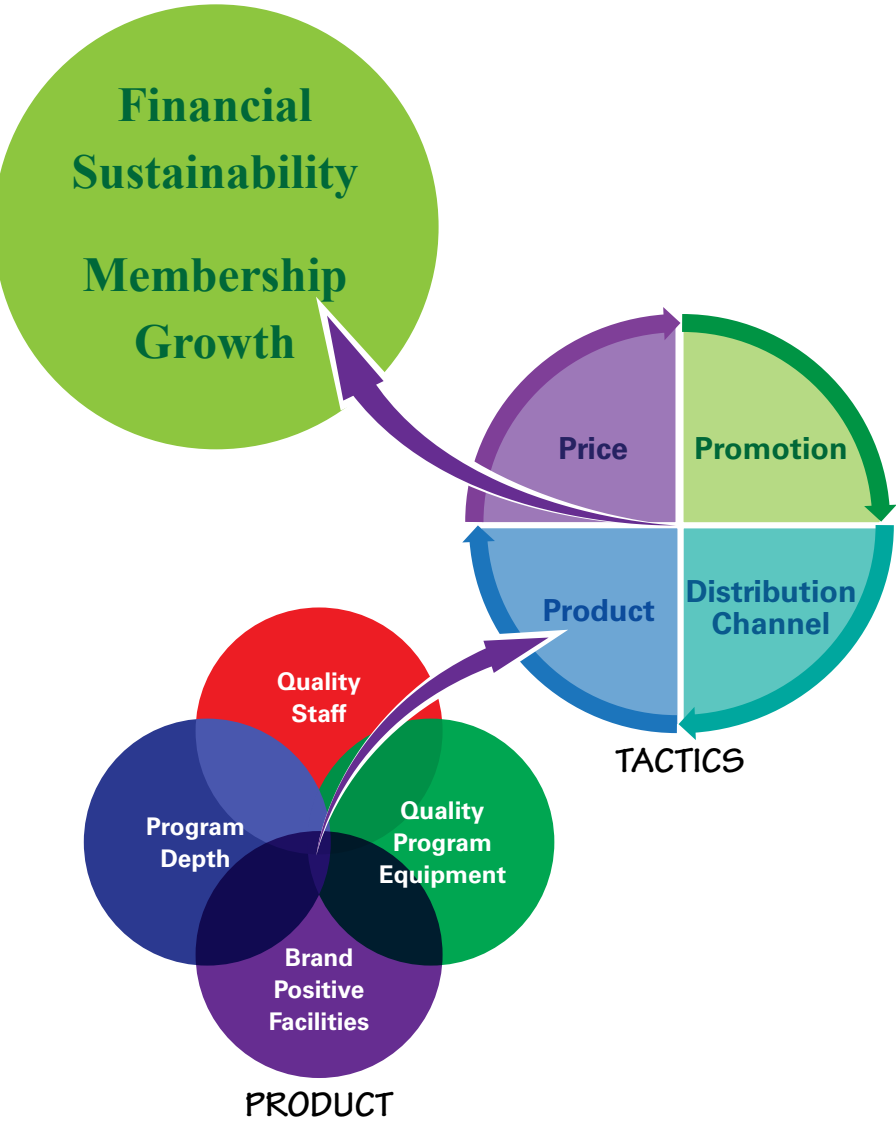 Financial
Sustainability
Membership
Growth
Price
Promotion
Product
Distribution
Channel
TACTICS
Quality
Staff
Program
Depth
Quality
Program
Equipment
Brand
Positive
Facilities
PRODUCT